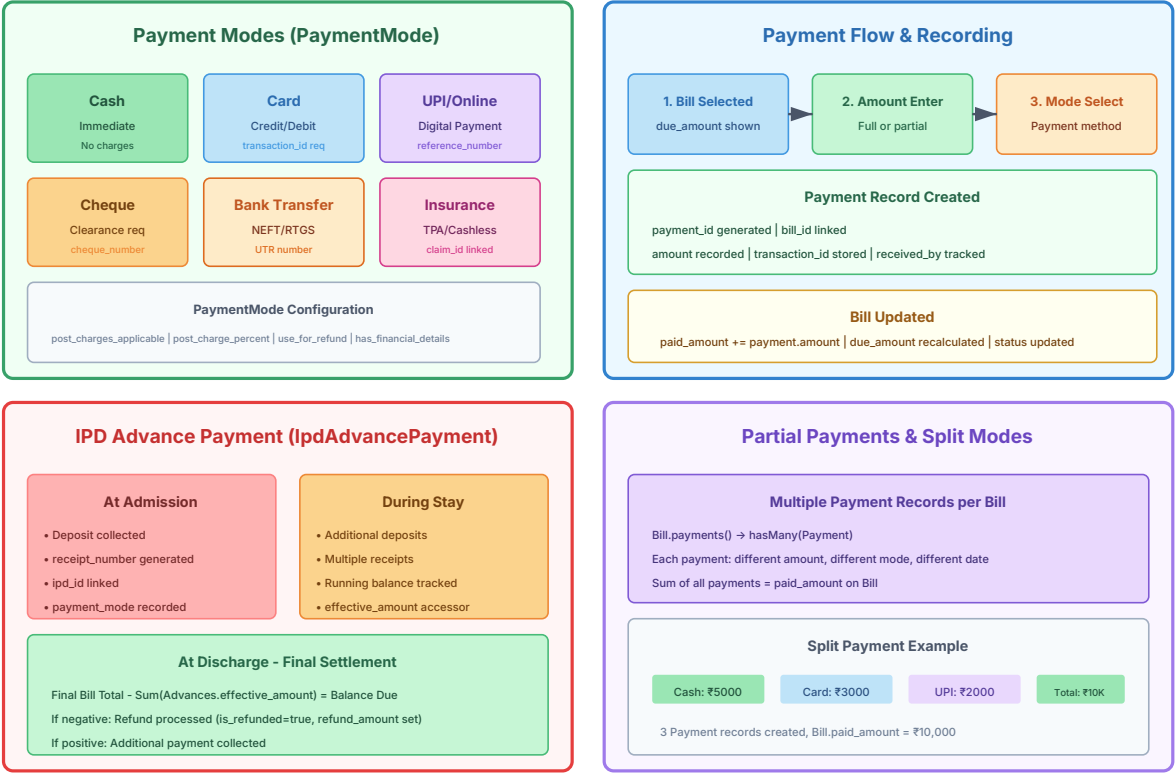 Payment Modes (PaymentMode)
Cash
Immediate
No charges
Card
Credit/Debit
transaction_id req
UPI/Online
Digital Payment
reference_number
Cheque
Clearance req
cheque_number
Bank Transfer
NEFT/RTGS
UTR number
Insurance
TPA/Cashless
claim_id linked
PaymentMode Configuration
post_charges_applicable | post_charge_percent | use_for_refund | has_financial_details
Payment Flow & Recording
1. Bill Selected
due_amount shown
2. Amount Enter
Full or partial
3. Mode Select
Payment method
Payment Record Created
payment_id generated | bill_id linked
amount recorded | transaction_id stored | received_by tracked
Bill Updated
paid_amount += payment.amount | due_amount recalculated | status updated
IPD Advance Payment (IpdAdvancePayment)
At Admission
• Deposit collected
• receipt_number generated
• ipd_id linked
• payment_mode recorded
During Stay
• Additional deposits
• Multiple receipts
• Running balance tracked
• effective_amount accessor
At Discharge - Final Settlement
Final Bill Total - Sum(Advances.effective_amount) = Balance Due
If negative: Refund processed (is_refunded=true, refund_amount set)
If positive: Additional payment collected
Partial Payments & Split Modes
Multiple Payment Records per Bill
Bill.payments() → hasMany(Payment)
Each payment: different amount, different mode, different date
Sum of all payments = paid_amount on Bill
Split Payment Example
Cash: ₹5000
Card: ₹3000
UPI: ₹2000
Total: ₹10K
3 Payment records created, Bill.paid_amount = ₹10,000